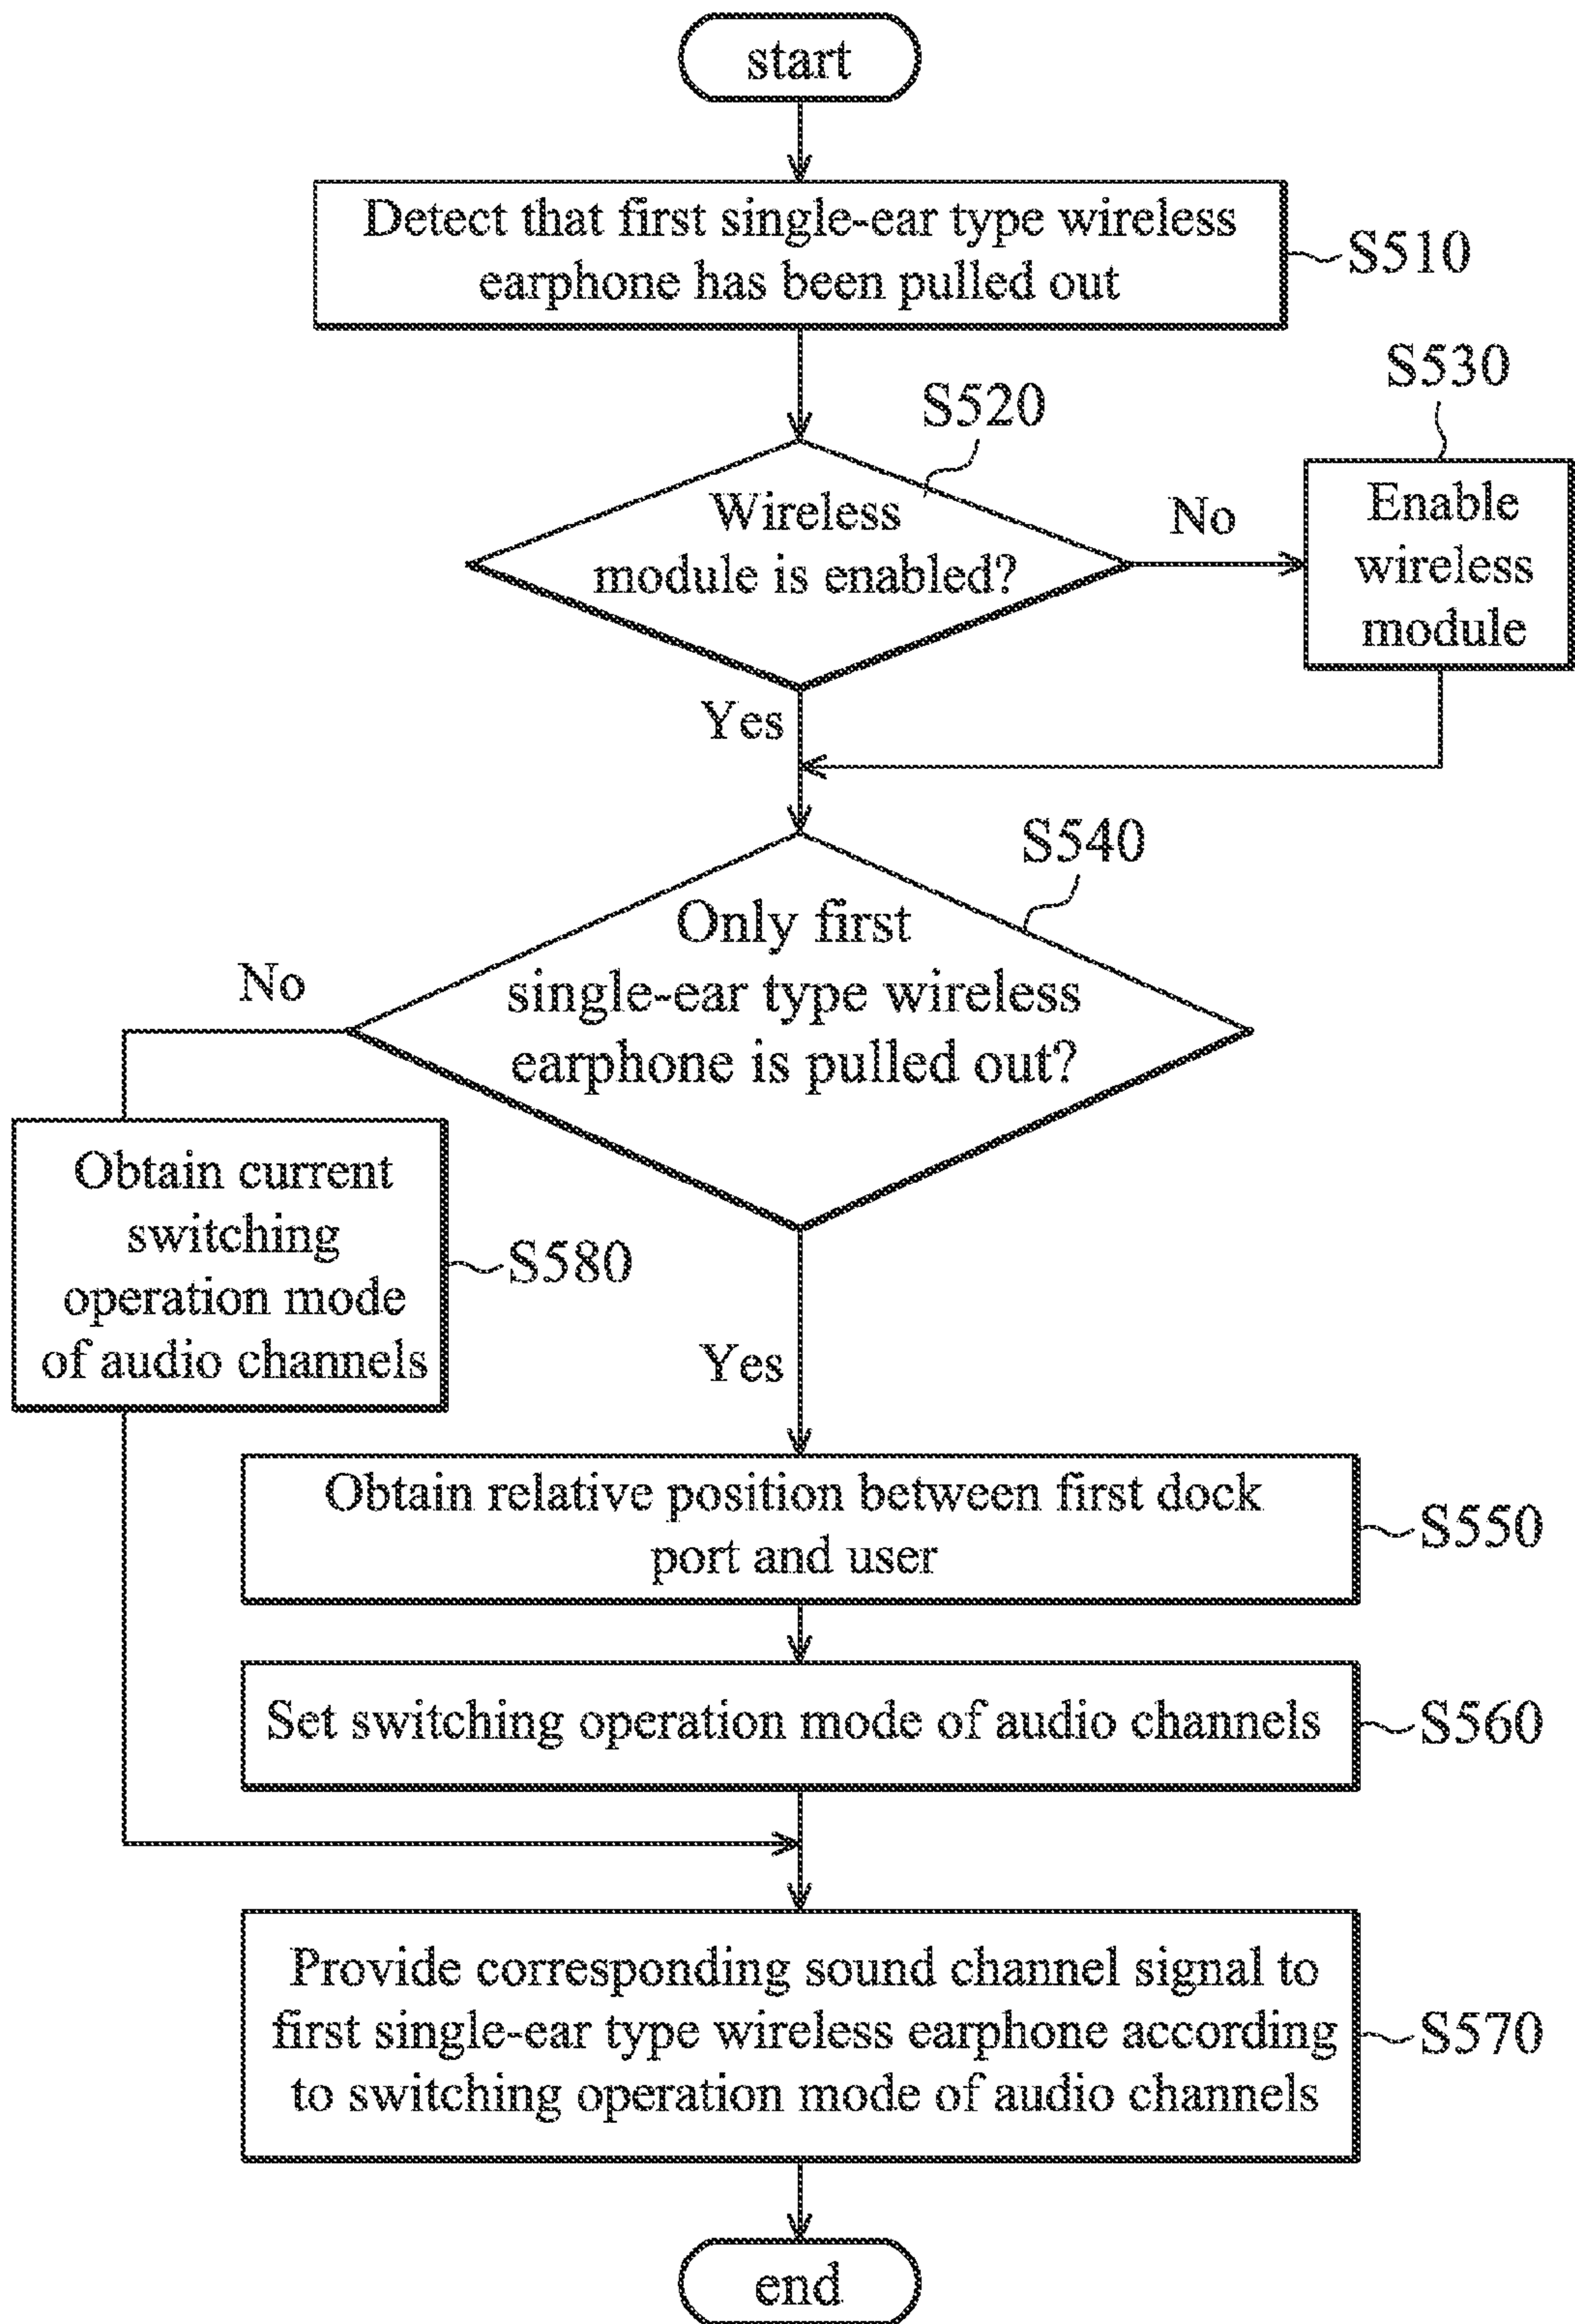 start
Detect that first single-ear type wireless
earphone has been pulled out
S510
S520
S530
Wireless
module is enabled?
No
Enable
wireless
module
Yes
S540
Only first
single-ear type wireless
earphone is pulled out?
No
Obtain current
switching
operation mode
of audio channels
S580
Yes
Obtain relative position between first dock
port and user
S550
Set switching operation mode of audio channels
S560
Provide corresponding sound channel signal to
first single-ear type wireless earphone according
to switching operation mode of audio channels
S570
end